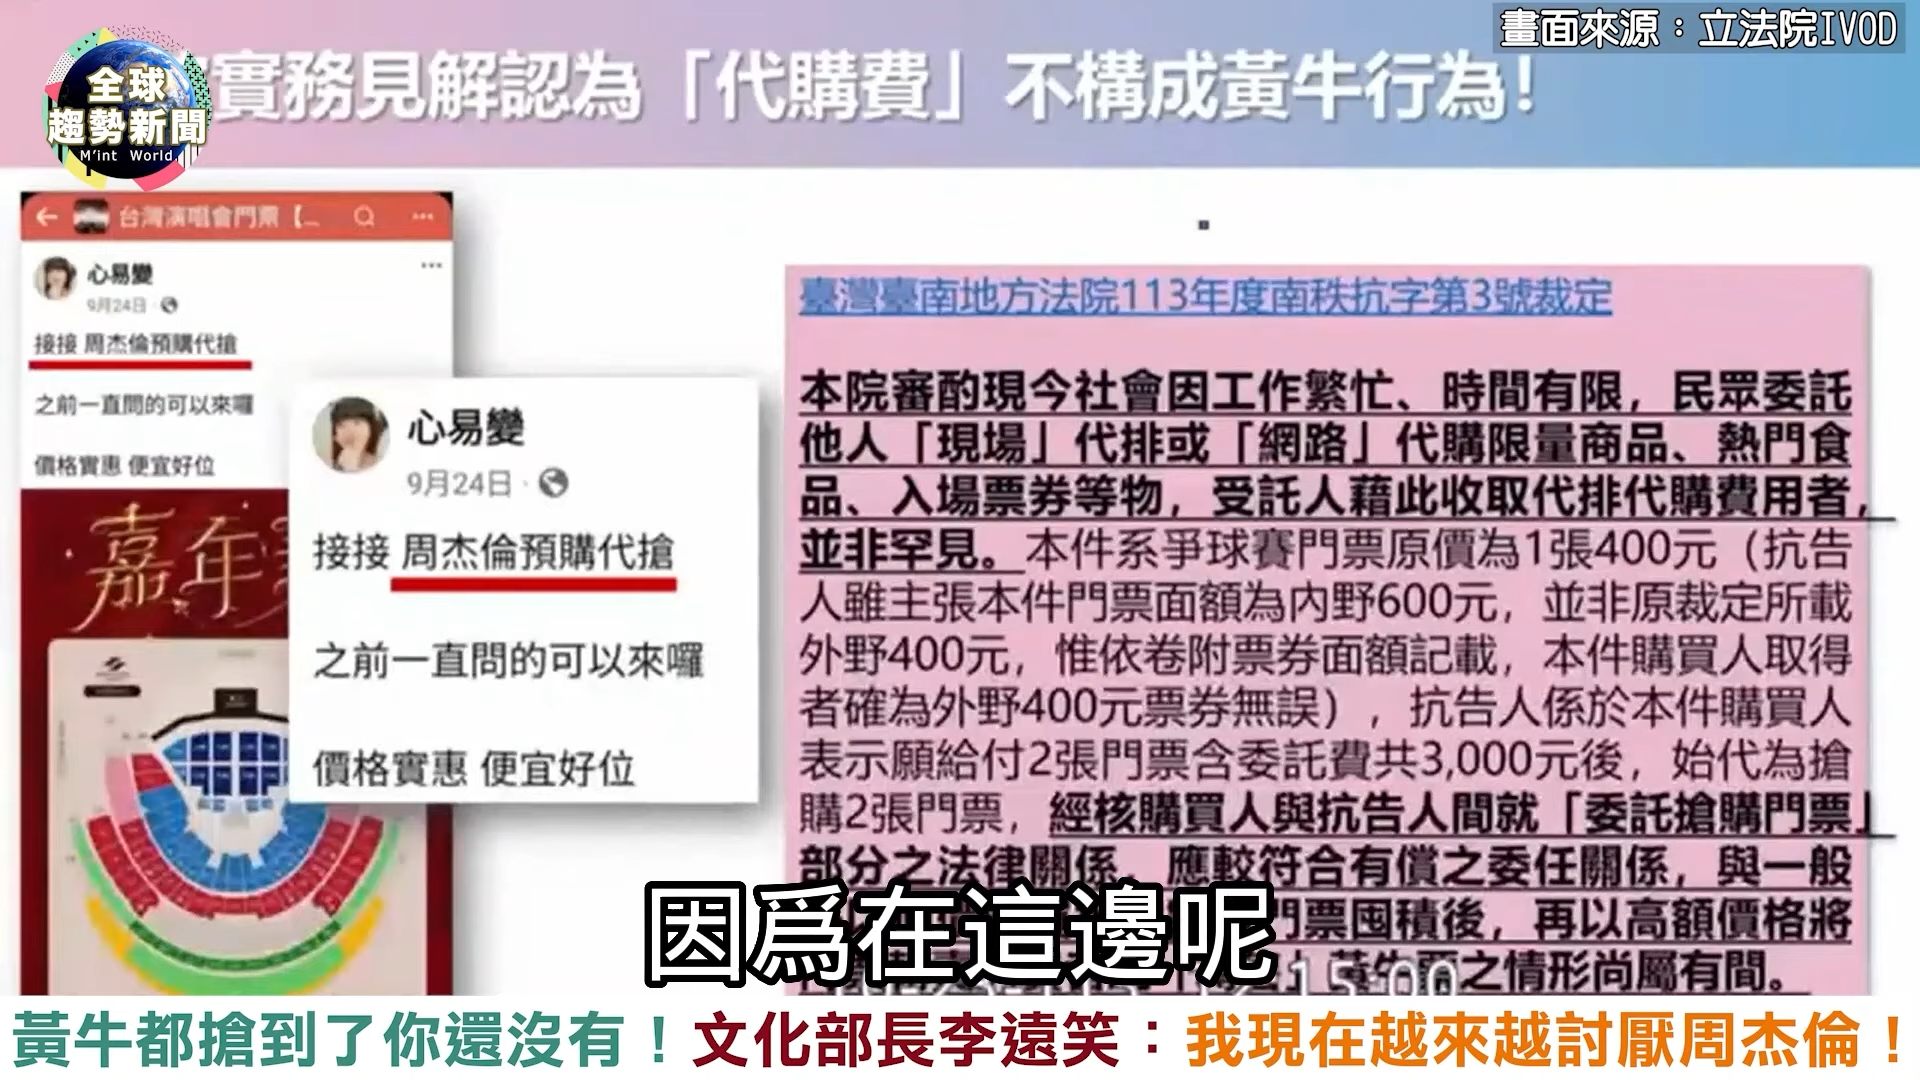 畫面來源：立法院IVOD
全球
趨勢新聞
M'int World
實務見解認為「代購費」不構成黃牛行為！
台灣演唱會門票【...
心易變
9月24日
接接 周杰倫預購代搶
之前一直問的可以來囉
價格實惠 便宜好位
嘉年
心易變
9月24日
接接 周杰倫預購代搶
之前一直問的可以來囉
價格實惠 便宜好位
臺灣臺南地方法院113年度南秩抗字第3號裁定
本院審酌現今社會因工作繁忙、時間有限，民眾委託
他人「現場」代排或「網路」代購限量商品、熱門食
品、入場票券等物，受託人藉此收取代排代購費用者，
並非罕見。本件系爭球賽門票原價為1張400元（抗告
人雖主張本件門票面額為內野600元，並非原裁定所載
外野400元，惟依卷附票券面額記載，本件購買人取得
者確為外野400元票券無誤），抗告人係於本件購買人
表示願給付2張門票含委託費共3,000元後，始代為搶
購2張門票，經核購買人與抗告人間就「委託搶購門票」
部分之法律關係，應較符合有償之委任關係，與一般
門票囤積後，再以高額價格將
之情形尚屬有間。
因爲在這邊呢
黃牛都搶到了你還沒有！文化部長李遠笑：我現在越來越討厭周杰倫！